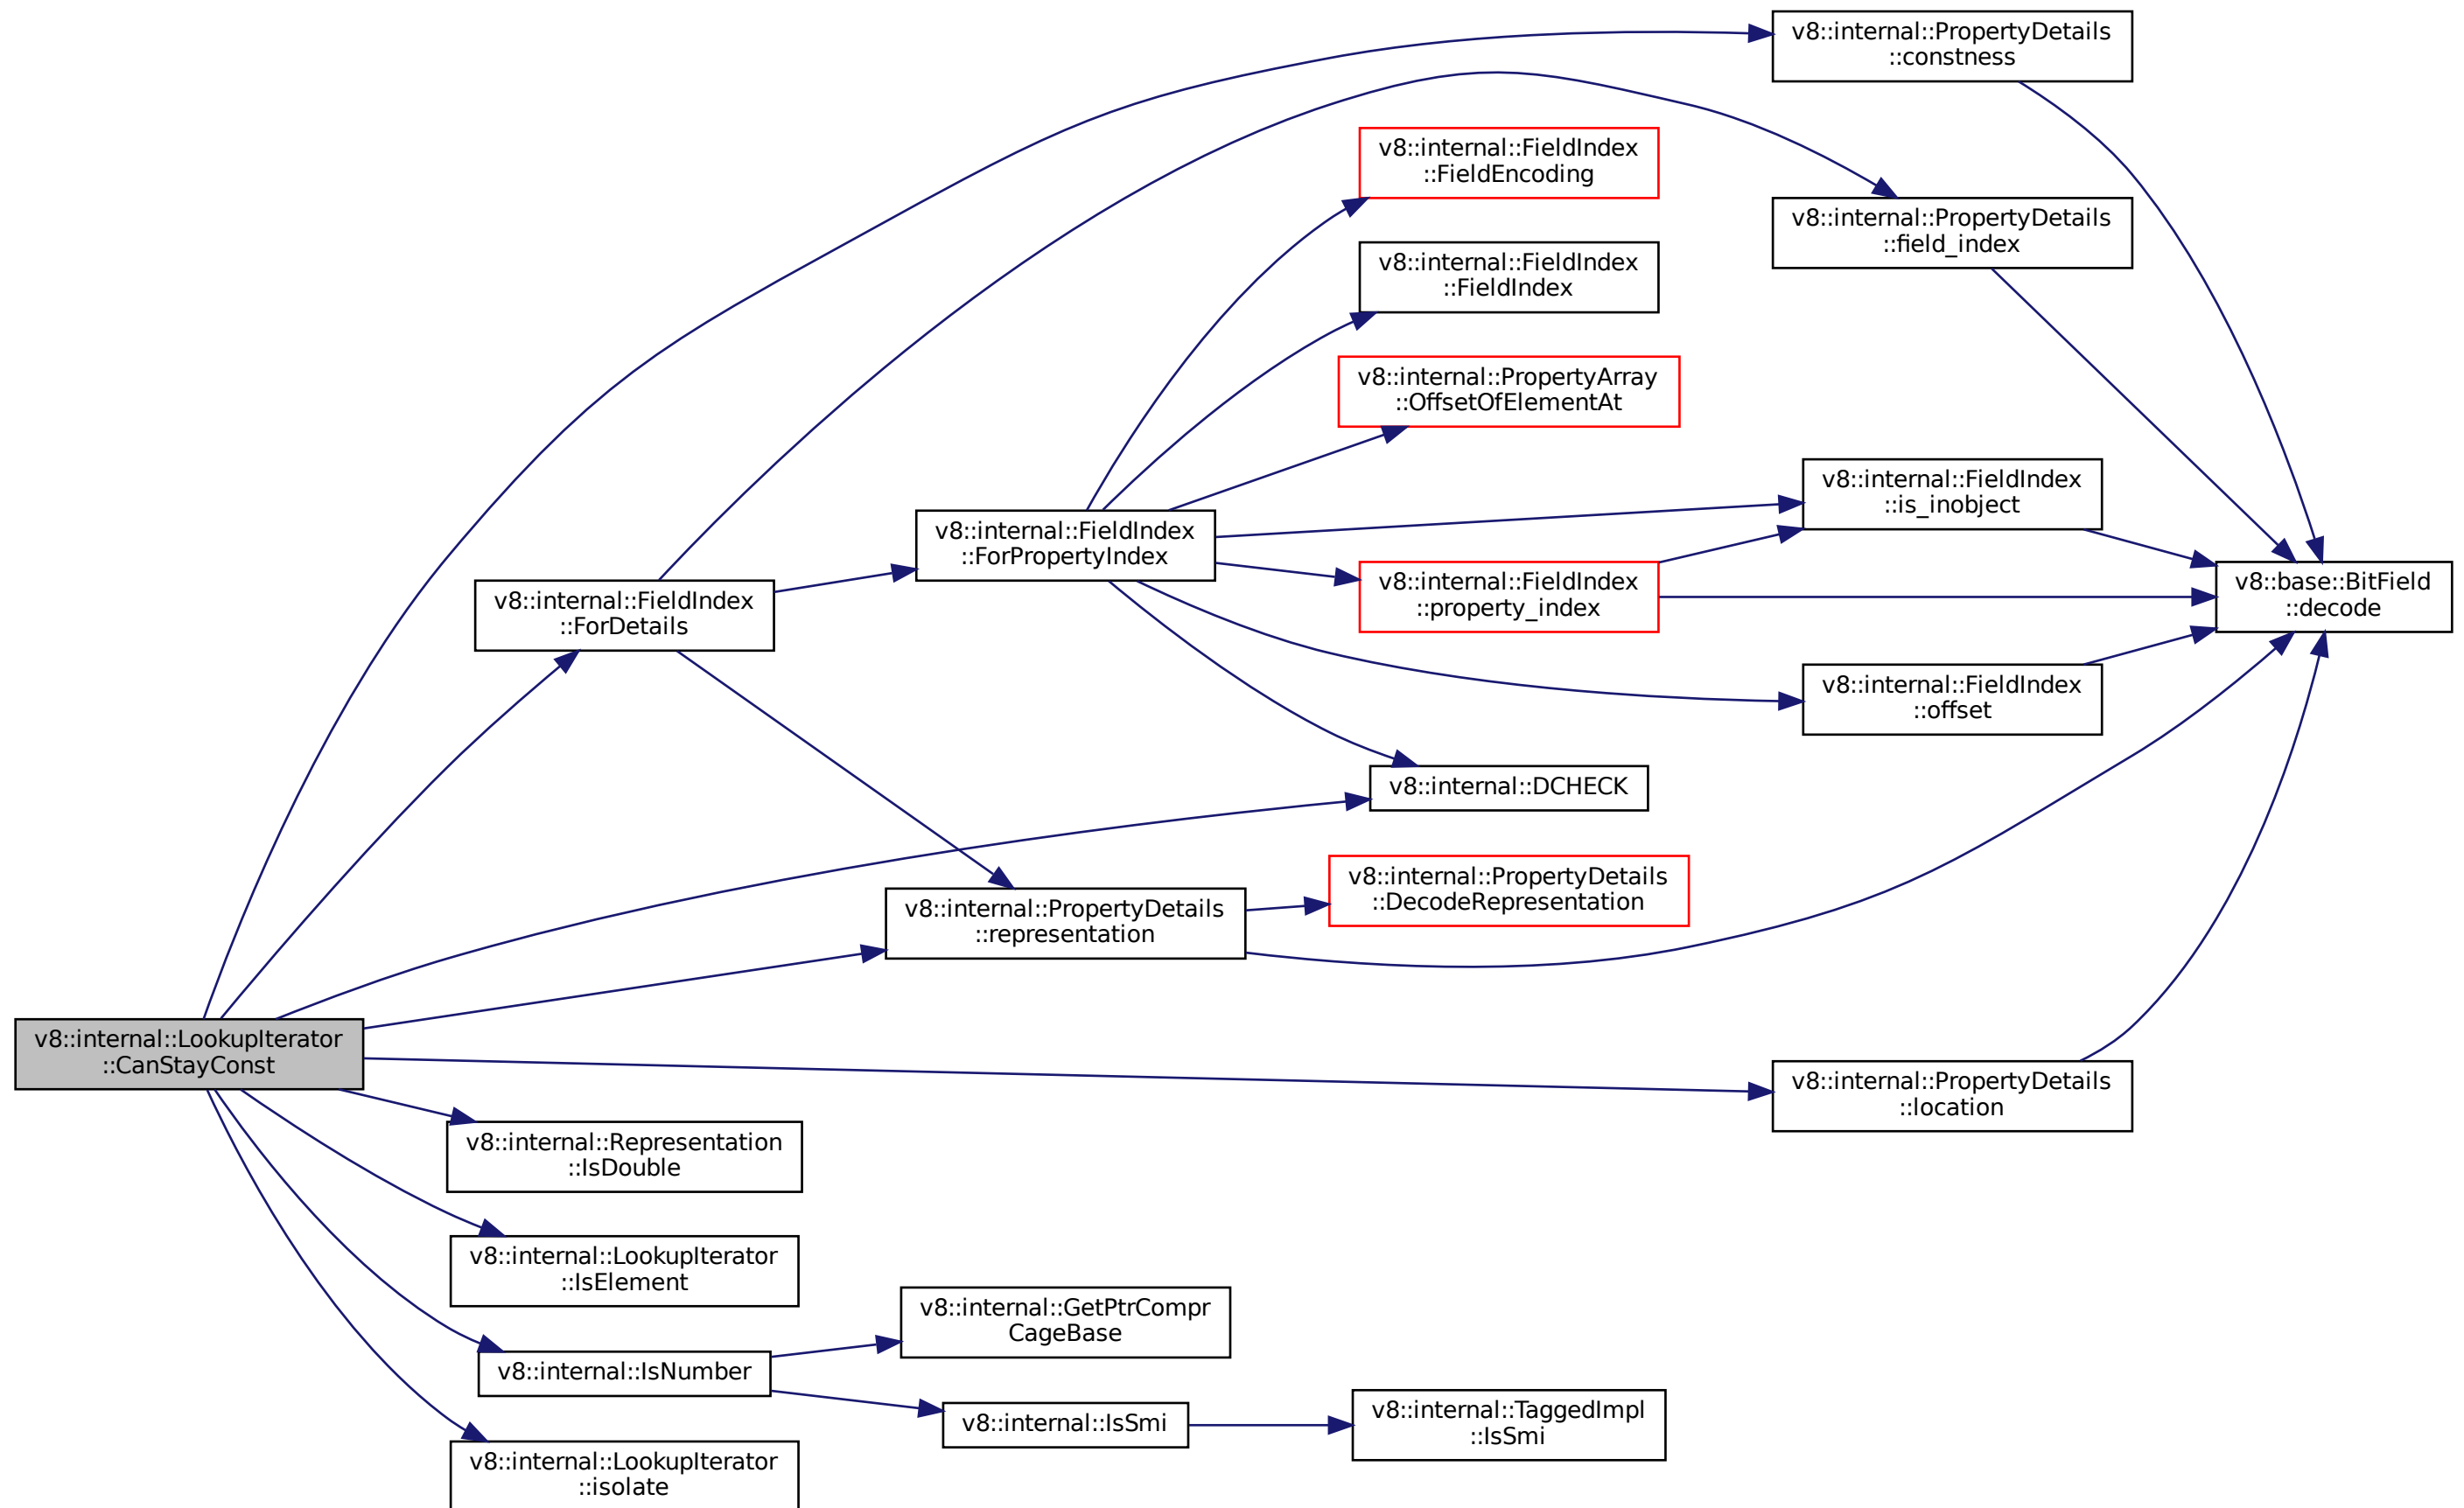 v8::internal::PropertyDetails
::constness
v8::internal::FieldIndex
::FieldEncoding
v8::internal::PropertyDetails
::field_index
v8::internal::FieldIndex
::FieldIndex
v8::internal::PropertyArray
::OffsetOfElementAt
v8::internal::FieldIndex
::is_inobject
v8::internal::FieldIndex
::ForPropertyIndex
v8::internal::FieldIndex
::property_index
v8::base::BitField
::decode
v8::internal::FieldIndex
::ForDetails
v8::internal::FieldIndex
::offset
v8::internal::DCHECK
v8::internal::PropertyDetails
::DecodeRepresentation
v8::internal::PropertyDetails
::representation
v8::internal::LookupIterator
::CanStayConst
v8::internal::PropertyDetails
::location
v8::internal::Representation
::IsDouble
v8::internal::LookupIterator
::IsElement
v8::internal::GetPtrCompr
CageBase
v8::internal::IsNumber
v8::internal::IsSmi
v8::internal::TaggedImpl
::IsSmi
v8::internal::LookupIterator
::isolate